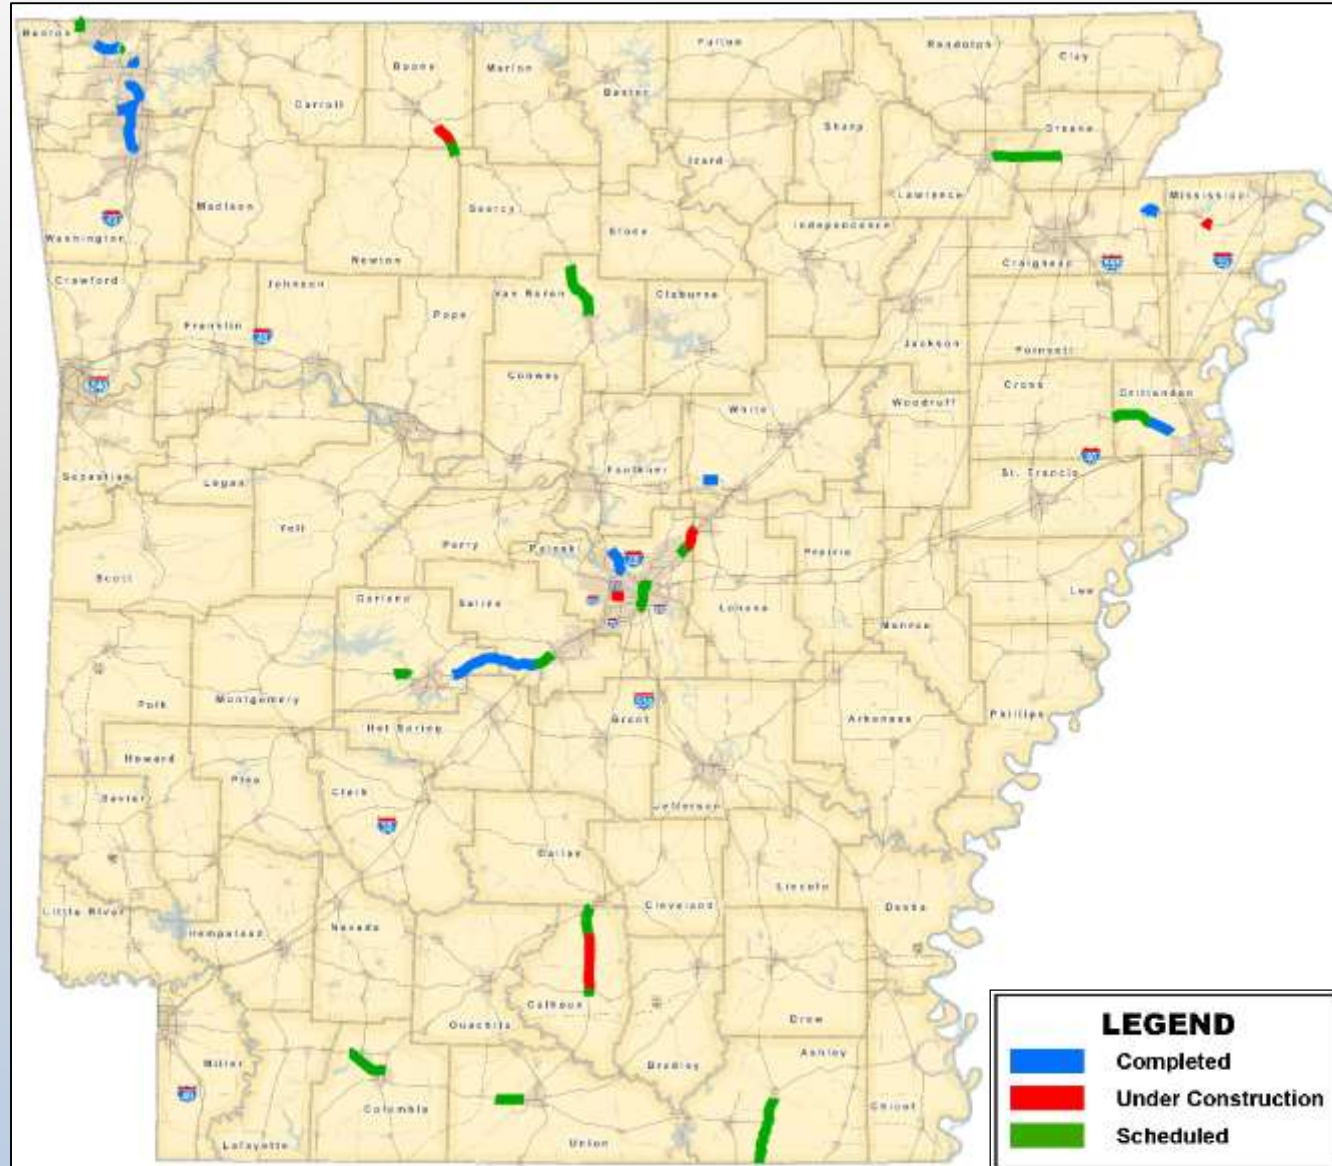 Benton
Boone
Marion
Fulton
Randolph
Clay
Carroll
Baxter
Sharp
Greene
Izard
Lawrence
Mississippi
Madison
Searcy
Stone
Independence
Washington
Newton
Craighead
Crawford
Johnson
Van Buren
Cleburne
Franklin
Pope
Jackson
Poinsett
Conway
Cross
Crittenden
White
Woodruff
Sebastian
Logan
Faulkner
St. Francis
Yell
Perry
Pulaski
Prairie
Scott
Garland
Saline
Lonoke
Lee
Monroe
Polk
Montgomery
Hot Spring
Grant
Arkansas
Phillips
Howard
Pike
Sevier
Clark
Jefferson
Dallas
Lincoln
Little River
Hempstead
Nevada
Cleveland
Desha
Calhoun
Ouachita
Drew
Miller
Bradley
Ashley
Columbia
Chicot
Lafayette
Union
LEGEND
Completed
Under Construction
Scheduled